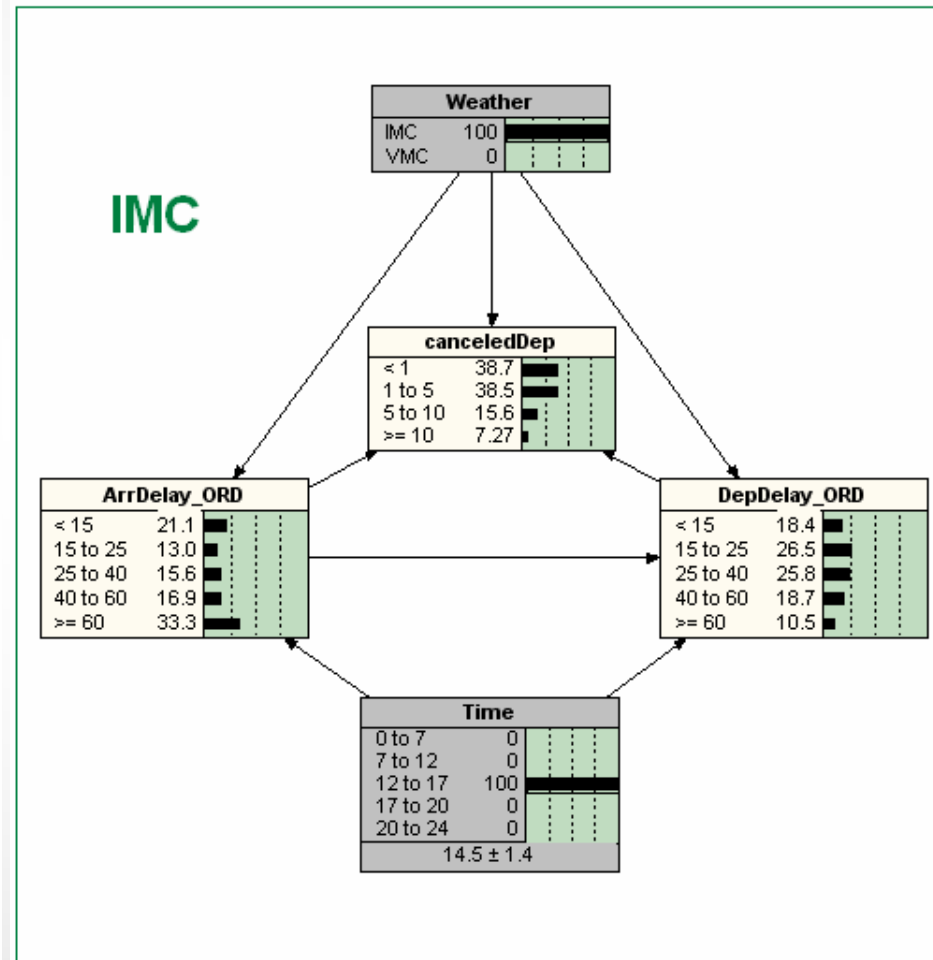 Weather
IMC 100
VMC 0
IMC
canceledDep
< 1 38.7
1 to 5 38.5
5 to 10 15.6
>= 10 7.27
ArrDelay_ORD
< 15 21.1
15 to 25 13.0
25 to 40 15.6
40 to 60 16.9
>= 60 33.3
DepDelay_ORD
< 15 18.4
15 to 25 26.5
25 to 40 25.8
40 to 60 18.7
>= 60 10.5
Time
0 to 7 0
7 to 12 0
12 to 17 100
17 to 20 0
20 to 24 0
14.5 ± 1.4